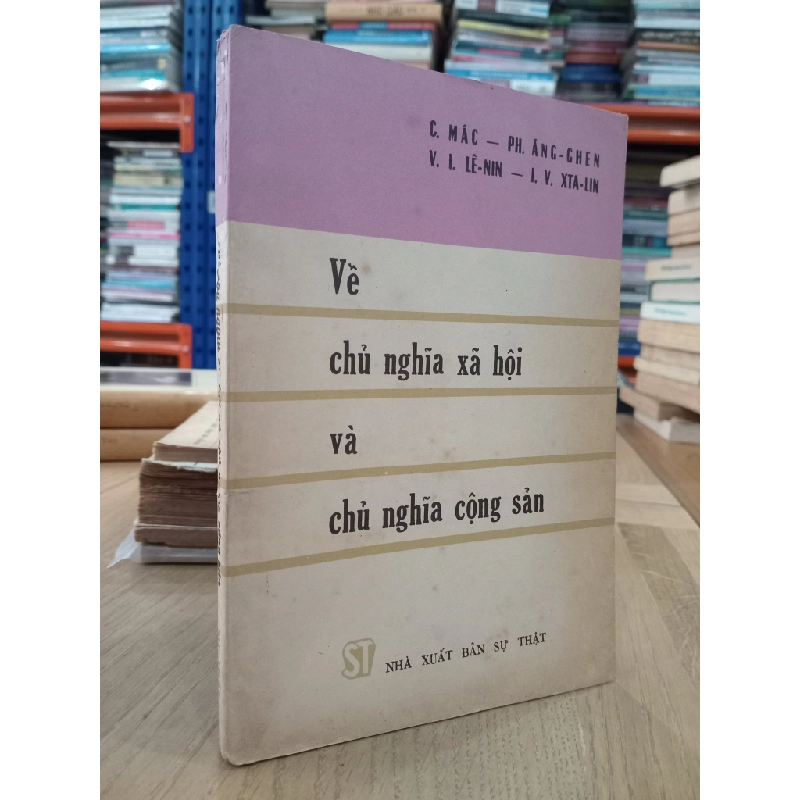 C. MÁC — PH. ĂNG-GHEN
V. I. LÊ-NIN — I. V. XTA-LIN
Về
chủ nghĩa xã hội
và
chủ nghĩa cộng sản
ST NHÀ XUẤT BẢN SỰ THẬT